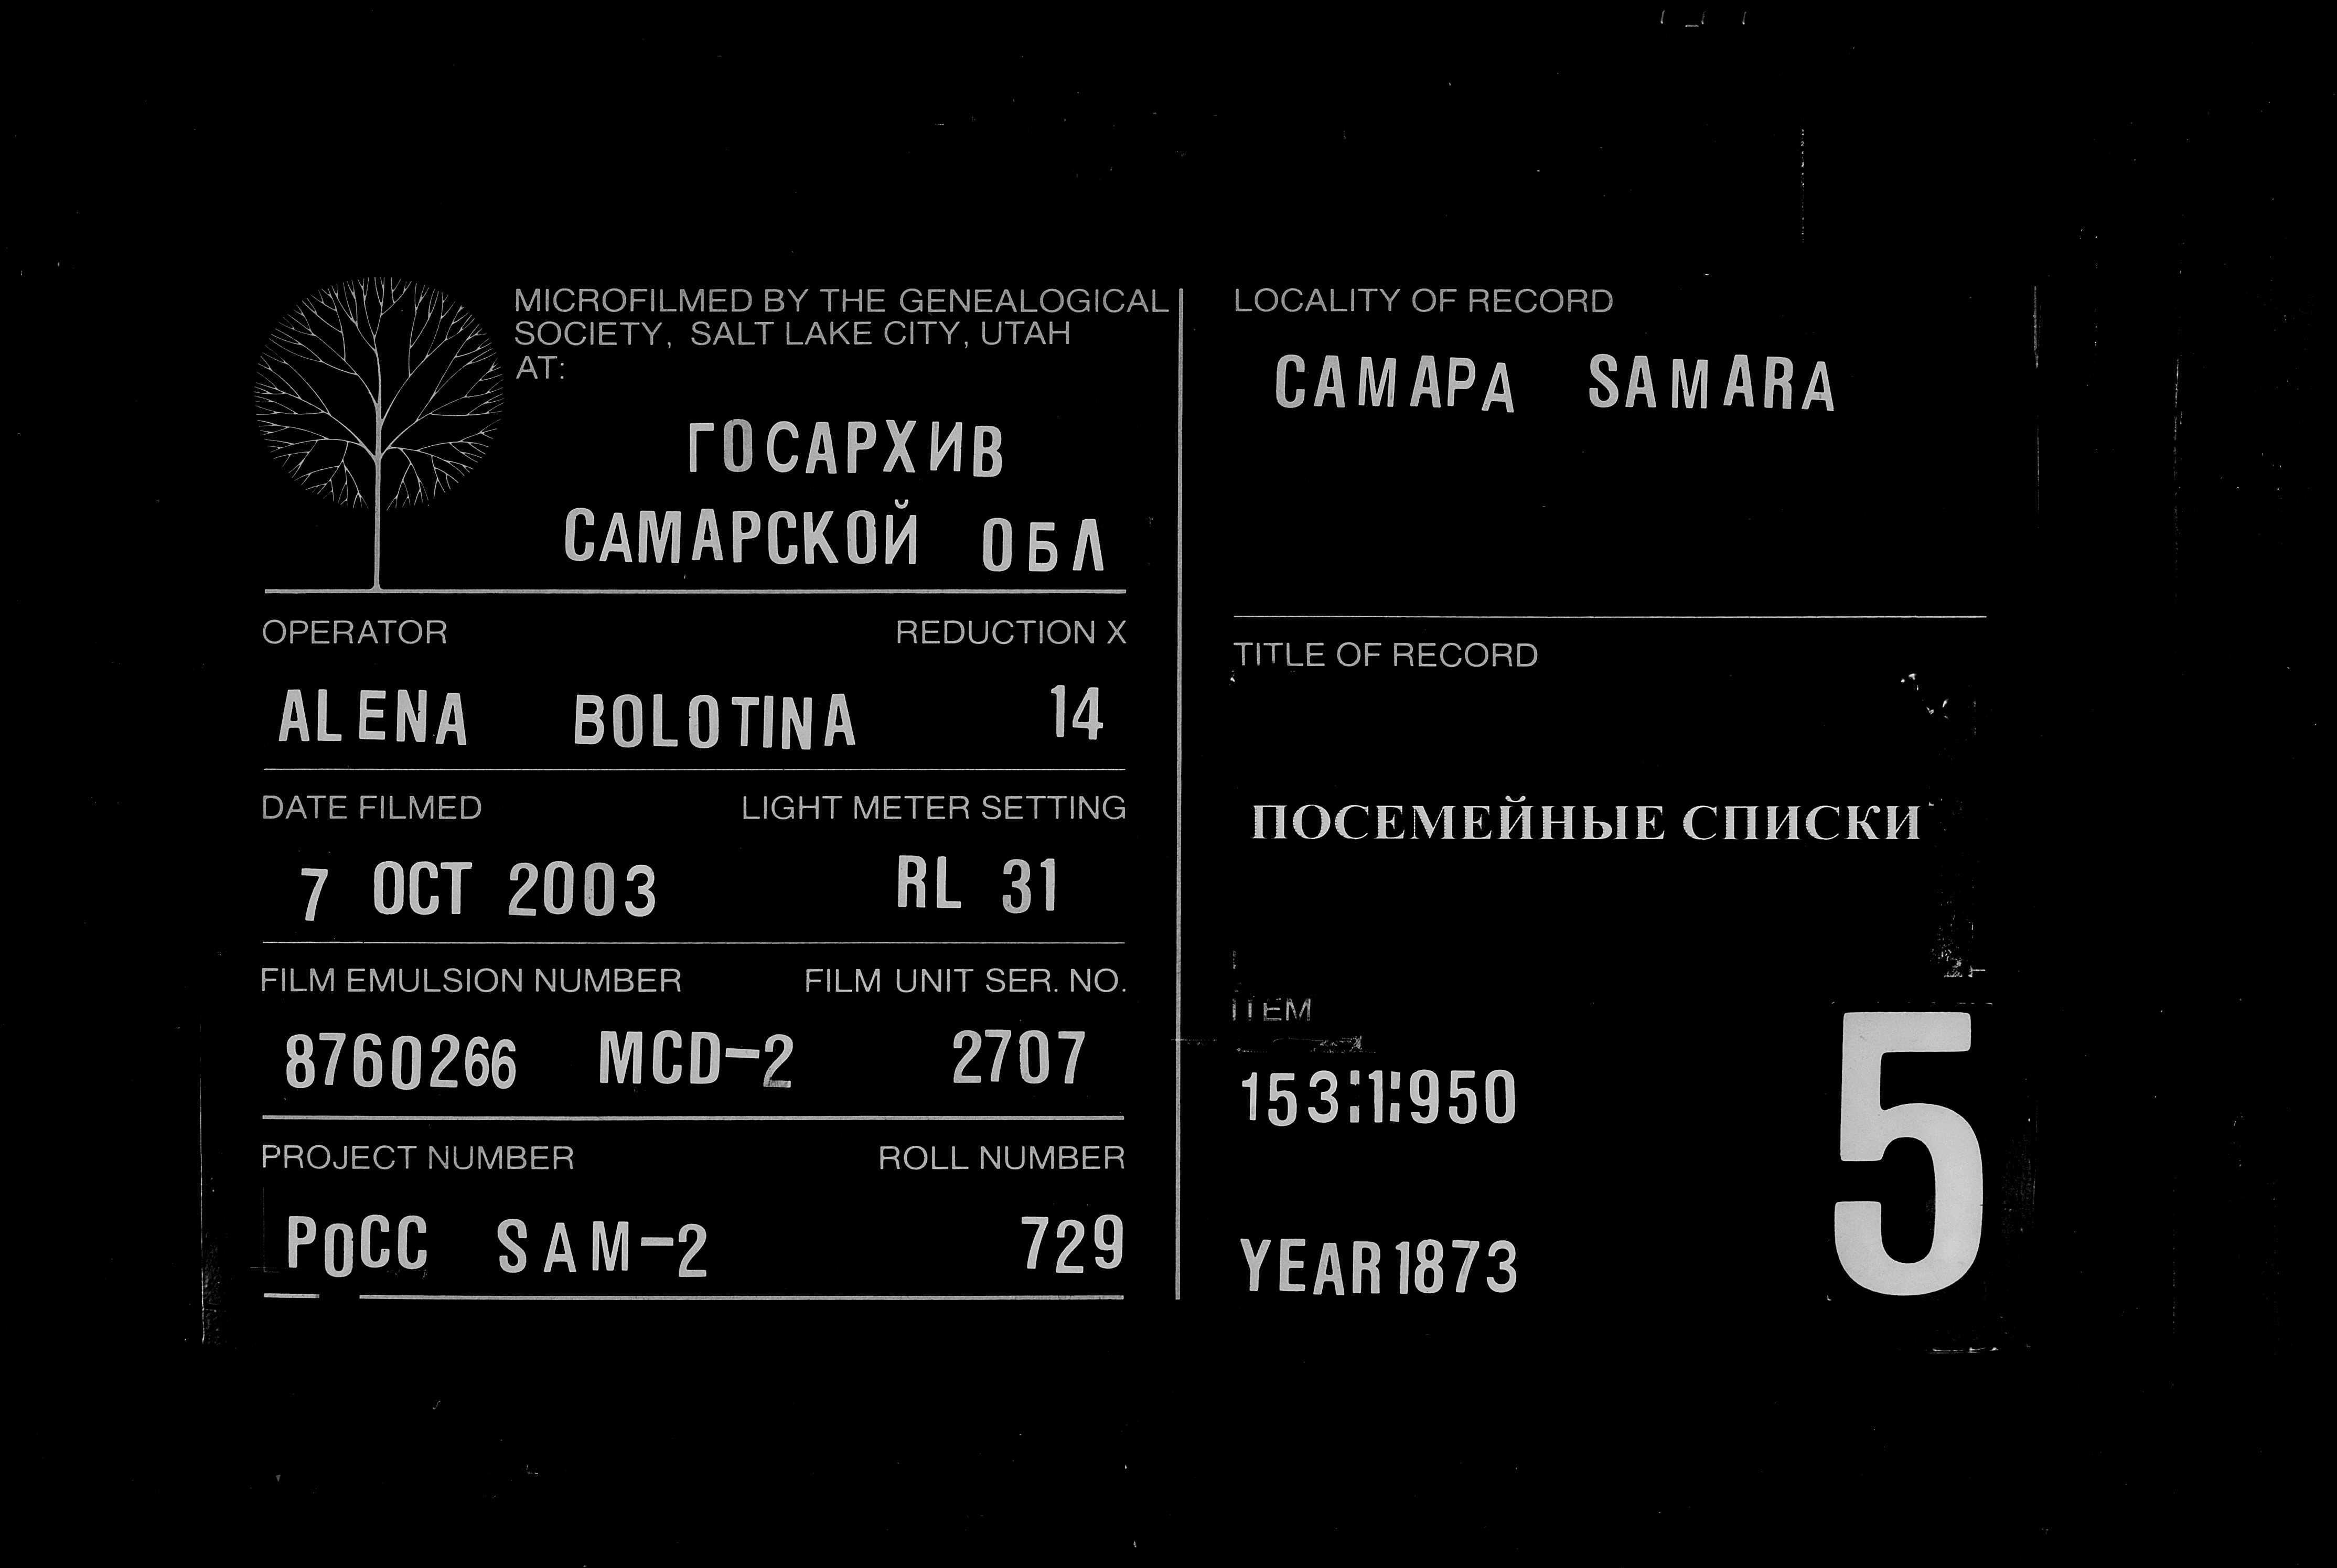 MICROFILMED BY THE GENEALOGICAL
SOCIETY, SALT LAKE CITY, UTAH
AT:
ГОСАРХИВ
САМАРСКОЙ ОБЛ
OPERATOR REDUCTION X
ALENA BOLOTINA 14
DATE FILMED LIGHT METER SETTING
7 OCT 2003 RL 31
FILM EMULSION NUMBER FILM UNIT SER. NO.
8760266 MCD-2 2707
PROJECT NUMBER ROLL NUMBER
РоСС SAM-2 729
LOCALITY OF RECORD
САМАРА SAMARA
TITLE OF RECORD
ПОСЕМЕЙНЫЕ СПИСКИ
ITEM
153:1:950
5
YEAR 1873